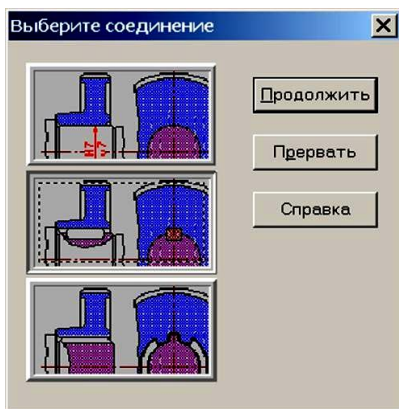 Выберите соединение
Продолжить
Прервать
Справка